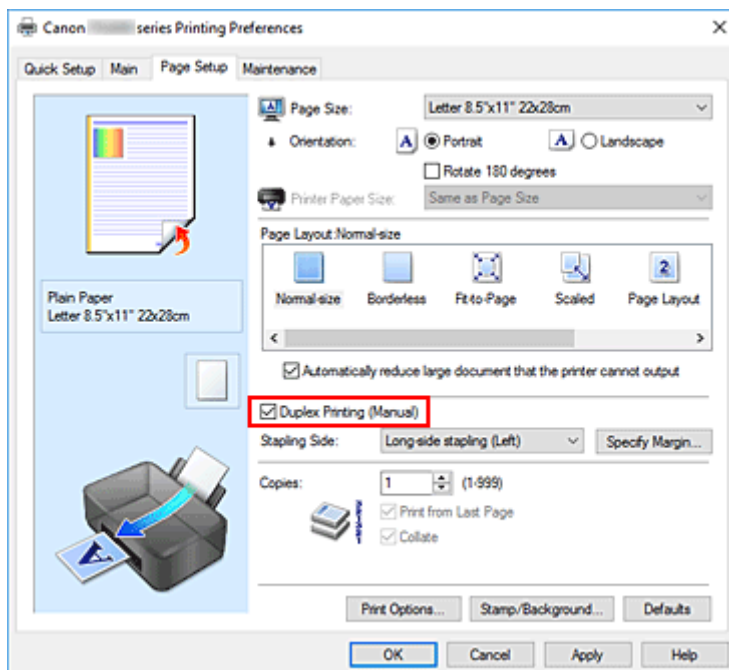 Canon series Printing Preferences
Quick Setup Main Page Setup Maintenance
Page Size: Letter 8.5"x11" 22x28cm
Orientation: A Portrait A Landscape
Rotate 180 degrees
Printer Paper Size: Same as Page Size
Page Layout:Normal-size
2
Normal-size Borderless Fit-to-Page Scaled Page Layout
Plain Paper
Letter 8.5"x11" 22x28cm
Automatically reduce large document that the printer cannot output
Duplex Printing (Manual)
Stapling Side: Long-side stapling (Left) Specify Margin...
Copies: 1 (1-999)
Print from Last Page
Collate
A
Print Options... Stamp/Background... Defaults
OK Cancel Apply Help